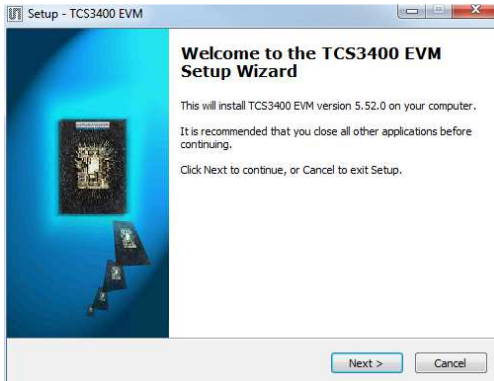 Setup - TCS3400 EVM
Welcome to the TCS3400 EVM
Setup Wizard
This will install TCS3400 EVM version 5.52.0 on your computer.
It is recommended that you close all other applications before
continuing.
Click Next to continue, or Cancel to exit Setup.
Next >
Cancel